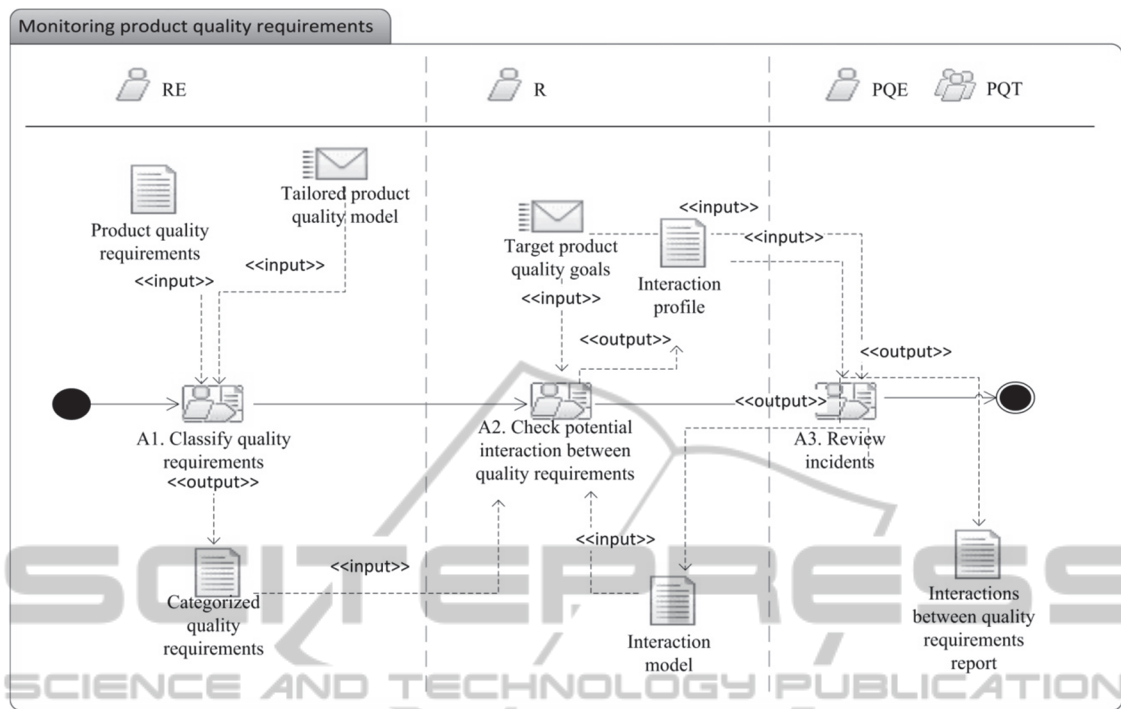 Monitoring product quality requirements
RE
R
PQE
PQT
Product quality
requirements
Tailored product
quality model
<<input>>
<<input>>
A1. Classify quality
requirements
<<output>>
Categorized
quality
requirements
<<input>>
Target product
quality goals
<<input>>
Interaction
profile
<<input>>
<<input>>
<<output>>
A2. Check potential
interaction between
quality requirements
<<input>>
Interaction
model
<<output>>
<<output>>
A3. Review
incidents
Interactions
between quality
requirements
report
SCITEPRESS
SCIENCE AND TECHNOLOGY PUBLICATION